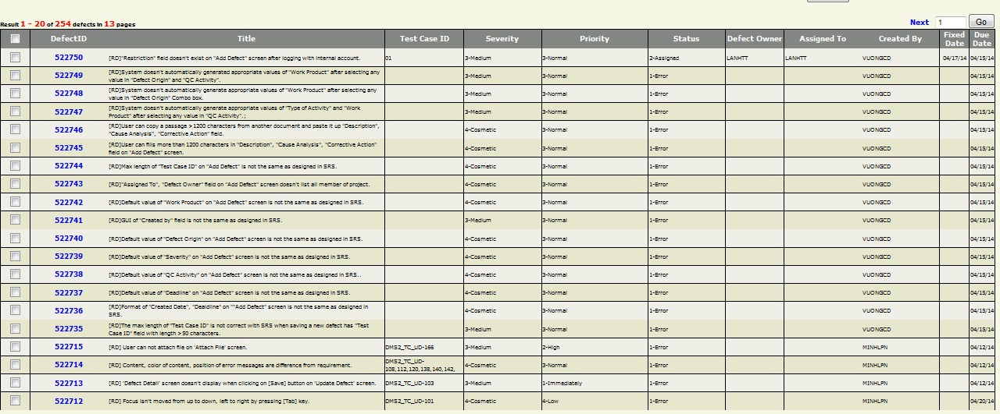 Result 1 - 20 of 254 defects in 13 pages
Next 1 Go
DefectID Title Test Case ID Severity Priority Status Defect Owner Assigned To Created By Fixed Date Due Date
522750 [RD]"Restriction" field doesn't exist on "Add Defect" screen after logging with internal account. 01 3-Medium 3-Normal 2-Assigned LANHTT LANHTT VUONGCD 04/17/14 04/15/14
522749 [RD]System doesn't automatically generated appropriate values of "Work Product" after selecting any
value in "Defect Origin" and "QC Activity". 3-Medium 3-Normal 1-Error VUONGCD 04/15/14
522748 [RD]System doesn't automatically generate appropriate values of "Work Product" after selecting any
value in "Defect Origin" Combo box. 3-Medium 3-Normal 1-Error VUONGCD 04/15/14
522747 [RD]System doesn't automatically generate appropriate values of "Type of Activity" and "Work
Product" after selecting any value in "QC Activity". ; 3-Medium 3-Normal 1-Error VUONGCD 04/15/14
522746 [RD]User can copy a passage >1200 characters from another document and paste it up "Description",
"Cause Analysis", "Corrective Action" field. 4-Cosmetic 3-Normal 1-Error VUONGCD 04/15/14
522745 [RD]User can fills more than 1200 characters in "Description", "Cause Analysis", "Corrective Action"
field on "Add Defect" screen. 4-Cosmetic 3-Normal 1-Error VUONGCD 04/15/14
522744 [RD]Max length of "Test Case ID" on "Add Defect" is not the same as designed in SRS. 4-Cosmetic 3-Normal 1-Error VUONGCD 04/15/14
522743 [RD]"Assigned To", "Defect Owner" field on "Add Defect" screen doesn't list all member of project. 4-Cosmetic 3-Normal 1-Error VUONGCD 04/15/14
522742 [RD]Default value of "Work Product" on "Add Defect" screen is not the same as designed in SRS. 4-Cosmetic 3-Normal 1-Error VUONGCD 04/15/14
522741 [RD]GUI of "Created by" field is not the same as designed in SRS. 3-Medium 3-Normal 1-Error VUONGCD 04/15/14
522740 [RD]Default value of "Defect Origin" on "Add Defect" screen is not the same as designed in SRS. 4-Cosmetic 3-Normal 1-Error VUONGCD 04/15/14
522739 [RD]Default value of "Severity" on "Add Defect" screen is not the same as designed in SRS. 4-Cosmetic 3-Normal 1-Error VUONGCD 04/15/14
522738 [RD]Default value of "QC Activity" on "Add Defect" screen is not the same as designed in SRS.. 4-Cosmetic 3-Normal 1-Error VUONGCD 04/15/14
522737 [RD]Default value of "Deadline" on "Add Defect" screen is not the same as designed in SRS. 4-Cosmetic 3-Normal 1-Error VUONGCD 04/15/14
522736 [RD]Format of "Created Date", "Dealdline" on ""Add Defect" screen is not the same as designed in
SRS. 4-Cosmetic 3-Normal 1-Error VUONGCD 04/15/14
522735 [RD]The max length of "Test Case ID" is not correct with SRS when saving a new defect has "Test
Case ID" field with length >50 characters. 3-Medium 3-Normal 1-Error VUONGCD 04/15/14
522715 [RD] User can not attach file on 'Attach File' screen. DMS2_TC_UD-166 3-Medium 2-High 1-Error MINHLPN 04/12/14
522714 [RD] Content, color of content, position of error messages are difference from requirement. DMS2_TC_UD-
108,112,120,138,140,142, 4-Cosmetic 3-Normal 1-Error MINHLPN 04/12/14
522713 [RD] 'Defect Detail' screen doesn't display when clicking on [Save] button on 'Update Defect' screen. DMS2_TC_UD-103 3-Medium 1-Immediately 1-Error MINHLPN 04/12/14
522712 [RD] Focus isn't moved from up to down, left to right by pressing [Tab] key. DMS2_TC_UD-101 4-Cosmetic 4-Low 1-Error MINHLPN 04/20/14